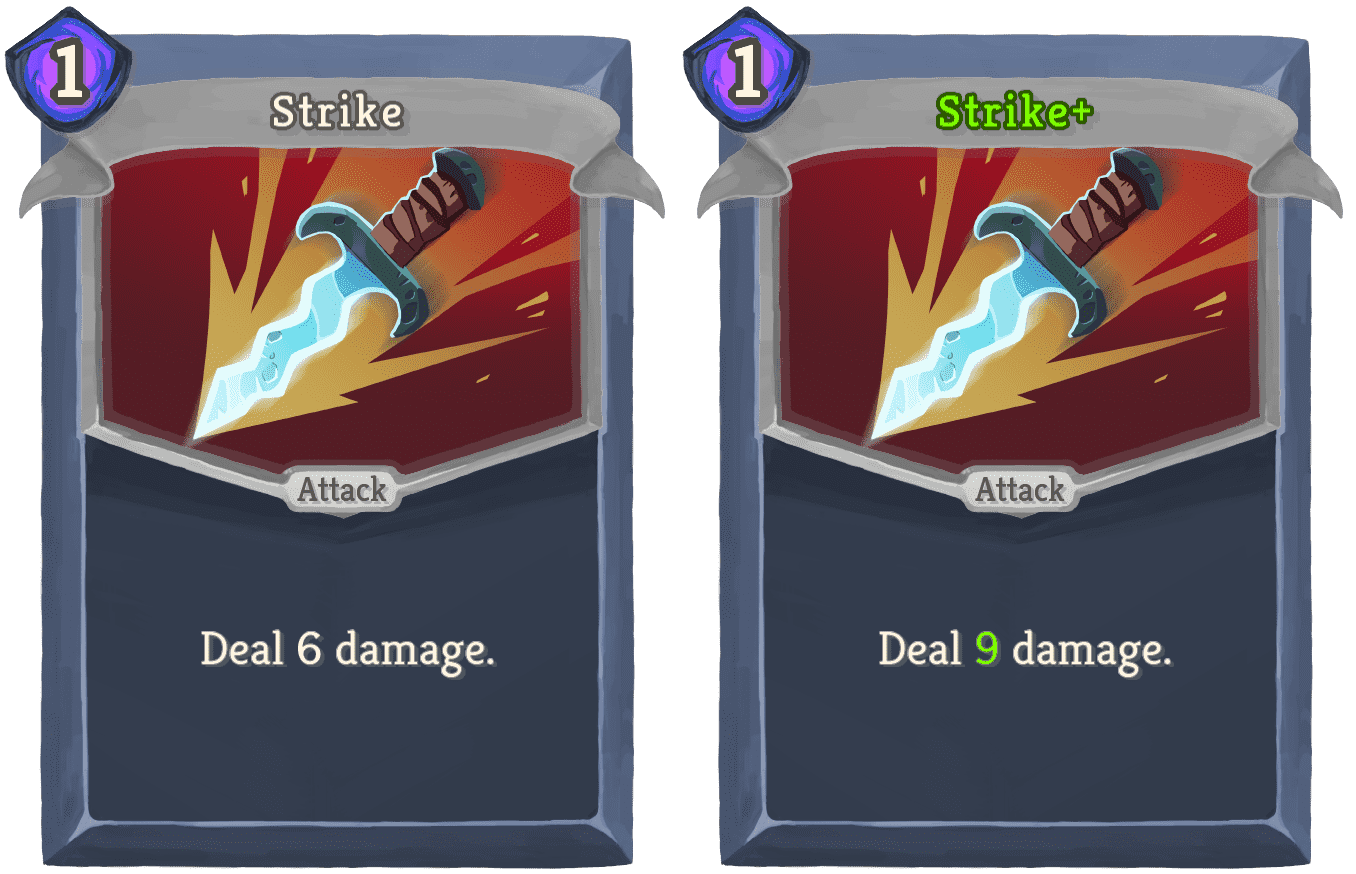 1
Strike
Attack
Deal 6 damage.
1
Strike+
Attack
Deal 9 damage.